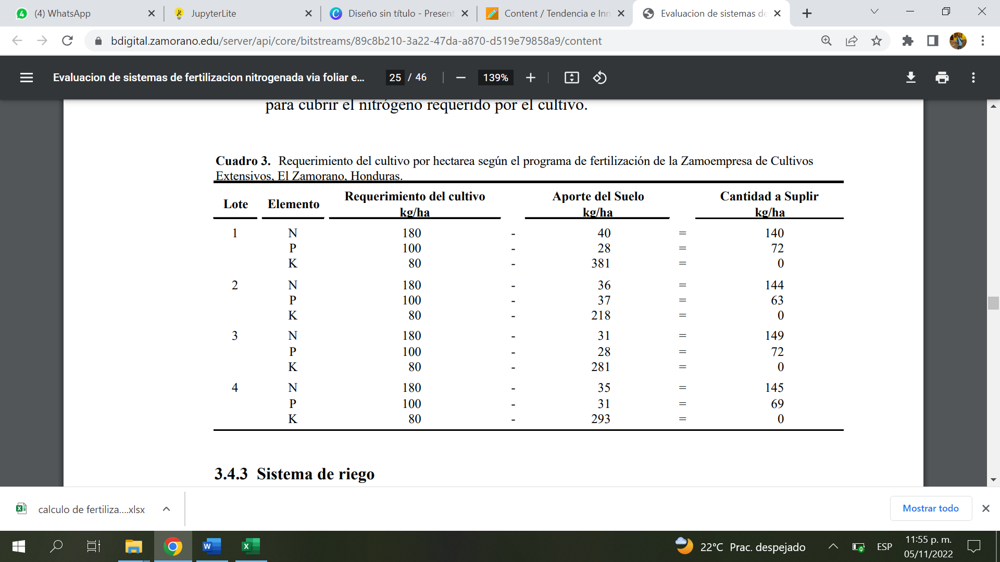 (4) WhatsApp
JupyterLite
Diseño sin título - Present
Content / Tendencia e Inn
Evaluacion de sistemas de
bdigital.zamorano.edu/server/api/core/bitstreams/89c8b210-3a22-47da-a870-d519e79858a9/content
Evaluacion de sistemas de fertilizacion nitrogenada via foliar e... 25 / 46 139%
para cubrir el nitrógeno requerido por el cultivo.
Cuadro 3. Requerimiento del cultivo por hectarea según el programa de fertilización de la Zamoempresa de Cultivos
Extensivos, El Zamorano, Honduras.
Lote Elemento Requerimiento del cultivo kg/ha Aporte del Suelo kg/ha Cantidad a Suplir kg/ha
1 N 180 - 40 = 140
P 100 - 28 = 72
K 80 - 381 = 0
2 N 180 - 36 = 144
P 100 - 37 = 63
K 80 - 218 = 0
3 N 180 - 31 = 149
P 100 - 28 = 72
K 80 - 281 = 0
4 N 180 - 35 = 145
P 100 - 31 = 69
K 80 - 293 = 0
3.4.3 Sistema de riego
calculo de fertiliza....xlsx
Mostrar todo
22°C Prac. despejado
ESP
11:55 p. m.
05/11/2022